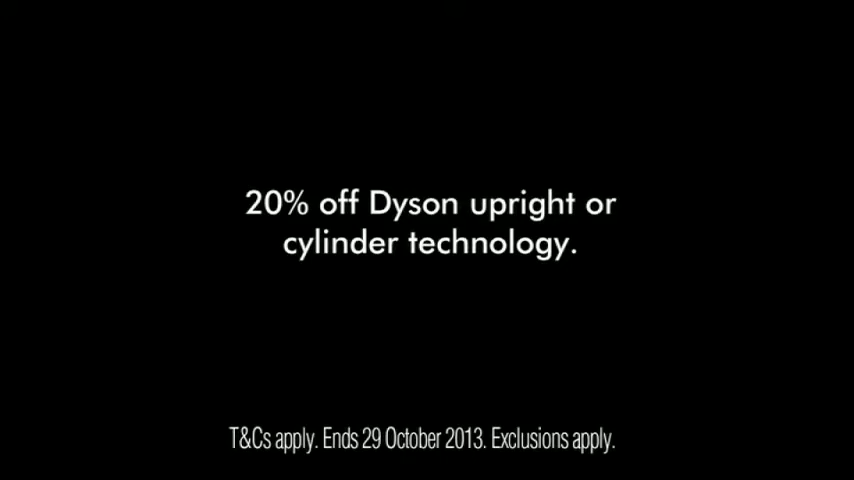 20% off Dyson upright or
cylinder technology.
T&Cs apply. Ends 29 October 2013. Exclusions apply.